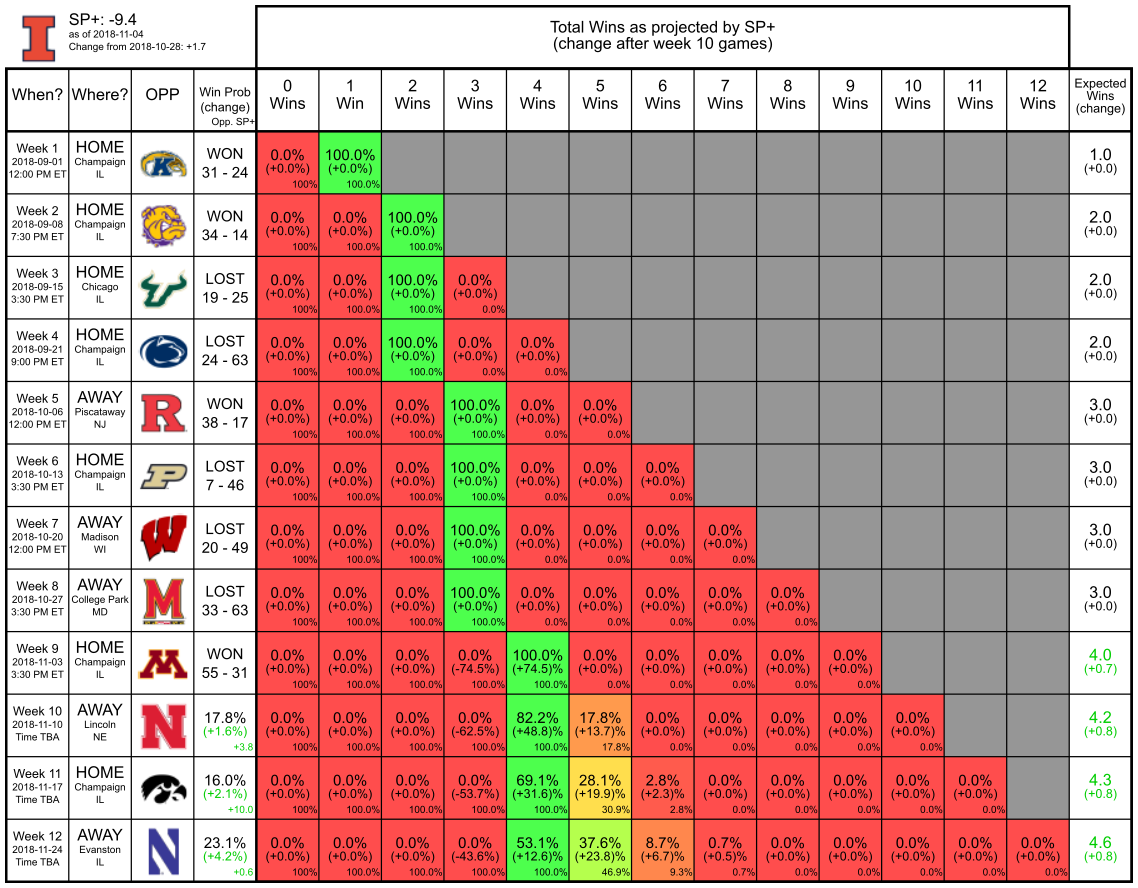 SP+: -9.4
as of 2018-11-04
Change from 2018-10-28: +1.7
Total Wins as projected by SP+
(change after week 10 games)
When? Where? OPP Win Prob (change) Opp. SP+ 0 Wins 1 Win 2 Wins 3 Wins 4 Wins 5 Wins 6 Wins 7 Wins 8 Wins 9 Wins 10 Wins 11 Wins 12 Wins Expected Wins (change)
Week 1 HOME WON 0.0% 100.0% 1.0
2018-09-01 Champaign (+0.0%) (+0.0%) (+0.0)
12:00 PM ET IL 31 - 24 100% 100.0%
Week 2 HOME WON 0.0% 0.0% 100.0% 2.0
2018-09-08 Champaign (+0.0%) (+0.0%) (+0.0%) (+0.0)
7:30 PM ET IL 34 - 14 100% 100.0% 100.0%
Week 3 HOME LOST 0.0% 0.0% 100.0% 0.0% 2.0
2018-09-15 Chicago (+0.0%) (+0.0%) (+0.0%) (+0.0%) (+0.0)
3:30 PM ET IL 19 - 25 100% 100.0% 100.0% 0.0%
Week 4 HOME LOST 0.0% 0.0% 100.0% 0.0% 0.0% 2.0
2018-09-21 Champaign (+0.0%) (+0.0%) (+0.0%) (+0.0%) (+0.0%) (+0.0)
9:00 PM ET IL 24 - 63 100% 100.0% 100.0% 0.0% 0.0%
Week 5 AWAY R WON 0.0% 0.0% 0.0% 100.0% 0.0% 0.0% 3.0
2018-10-06 Piscataway (+0.0%) (+0.0%) (+0.0%) (+0.0%) (+0.0%) (+0.0%) (+0.0)
12:00 PM ET NJ 38 - 17 100% 100.0% 100.0% 100.0% 0.0% 0.0%
Week 6 HOME P LOST 0.0% 0.0% 0.0% 100.0% 0.0% 0.0% 0.0% 3.0
2018-10-13 Champaign (+0.0%) (+0.0%) (+0.0%) (+0.0%) (+0.0%) (+0.0%) (+0.0%) (+0.0)
3:30 PM ET IL 7 - 46 100% 100.0% 100.0% 100.0% 0.0% 0.0% 0.0%
Week 7 AWAY W LOST 0.0% 0.0% 0.0% 100.0% 0.0% 0.0% 0.0% 0.0% 3.0
2018-10-20 Madison (+0.0%) (+0.0%) (+0.0%) (+0.0%) (+0.0%) (+0.0%) (+0.0%) (+0.0%) (+0.0)
12:00 PM ET WI 20 - 49 100% 100.0% 100.0% 100.0% 0.0% 0.0% 0.0% 0.0%
Week 8 AWAY M LOST 0.0% 0.0% 0.0% 100.0% 0.0% 0.0% 0.0% 0.0% 0.0% 3.0
2018-10-27 College Park (+0.0%) (+0.0%) (+0.0%) (+0.0%) (+0.0%) (+0.0%) (+0.0%) (+0.0%) (+0.0%) (+0.0)
3:30 PM ET MD 33 - 63 100% 100.0% 100.0% 100.0% 0.0% 0.0% 0.0% 0.0% 0.0%
Week 9 HOME M WON 0.0% 0.0% 0.0% 0.0% 100.0% 0.0% 0.0% 0.0% 0.0% 0.0% 4.0
2018-11-03 Champaign (+0.0%) (+0.0%) (+0.0%) (-74.5%) (+74.5)% (+0.0%) (+0.0%) (+0.0%) (+0.0%) (+0.0%) (+0.7)
3:30 PM ET IL 55 - 31 100% 100.0% 100.0% 100.0% 100.0% 0.0% 0.0% 0.0% 0.0% 0.0%
Week 10 AWAY N 17.8% 0.0% 0.0% 0.0% 0.0% 82.2% 17.8% 0.0% 0.0% 0.0% 0.0% 0.0% 4.2
2018-11-10 Lincoln (+1.6%) (+0.0%) (+0.0%) (+0.0%) (-62.5%) (+48.8)% (+13.7)% (+0.0%) (+0.0%) (+0.0%) (+0.0%) (+0.0%) (+0.8)
Time TBA NE +3.8 100% 100.0% 100.0% 100.0% 100.0% 17.8% 0.0% 0.0% 0.0% 0.0% 0.0%
Week 11 HOME 16.0% 0.0% 0.0% 0.0% 0.0% 69.1% 28.1% 2.8% 0.0% 0.0% 0.0% 0.0% 0.0% 4.3
2018-11-17 Champaign (+2.1%) (+0.0%) (+0.0%) (+0.0%) (-53.7%) (+31.6)% (+19.9)% (+2.3)% (+0.0%) (+0.0%) (+0.0%) (+0.0%) (+0.0%) (+0.8)
Time TBA IL +10.0 100% 100.0% 100.0% 100.0% 100.0% 30.9% 2.8% 0.0% 0.0% 0.0% 0.0% 0.0%
Week 12 AWAY N 23.1% 0.0% 0.0% 0.0% 0.0% 53.1% 37.6% 8.7% 0.7% 0.0% 0.0% 0.0% 0.0% 0.0% 4.6
2018-11-24 Evanston (+4.2%) (+0.0%) (+0.0%) (+0.0%) (-43.6%) (+12.6)% (+23.8)% (+6.7)% (+0.5)% (+0.0%) (+0.0%) (+0.0%) (+0.0%) (+0.0%) (+0.8)
Time TBA IL +0.6 100% 100.0% 100.0% 100.0% 100.0% 46.9% 9.3% 0.7% 0.0% 0.0% 0.0% 0.0% 0.0%